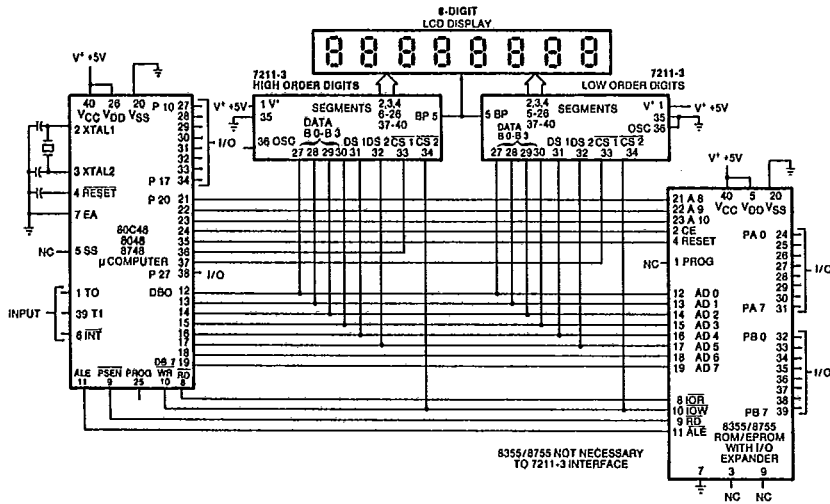 8-DIGIT
LCD DISPLAY
7211-3
HIGH ORDER DIGITS
7211-3
LOW ORDER DIGITS
V+ +5V
40 26 20
VCC VDD VSS
2 XTAL1
3 XTAL2
4 RESET
7 EA
NC 5 SS
80C48
8048
8748
µCOMPUTER
INPUT
1 TO
39 T1
6 INT
ALE PSEN PROG WR RD
11 9 25 10 8
P 10 27
28
29
30
31
32
33
P 17 34
I/O
P 20 21
22
23
24
35
36
37
P 27 38 I/O
DBO 12
13
14
15
16
17
18
DB 7 19
V+ +5V 1 V+
35
36 OSC
SEGMENTS
2,3,4
6-26
37-40
BP 5
DATA
B0-B3 DS 1 DS 2 CS 1 CS 2
27 28 29 30 31 32 33 34
5 BP
SEGMENTS
2,3,4
6-26
37-40
V+ 1 V+ +5V
35
OSC 36
DATA
B0-B3 DS 1 DS 2 CS 1 CS 2
27 28 29 30 31 32 33 34
V+ +5V
40 5 20
VCC VDD VSS
21 A 8
22 A 9
23 A 10
2 CE
4 RESET
NC 1 PROG
12 AD 0
13 AD 1
14 AD 2
15 AD 3
16 AD 4
17 AD 5
18 AD 6
19 AD 7
8 IOR
10 IOW
9 RD
11 ALE
PA 0 24
25
26
27
28
29
30
PA 7 31
I/O
PB 0 32
33
34
35
36
37
38
PB 7 39
I/O
8355/8755
ROM/EPROM
WITH I/O
EXPANDER
7 3 9
NC NC
8355/8755 NOT NECESSARY
TO 7211-3 INTERFACE